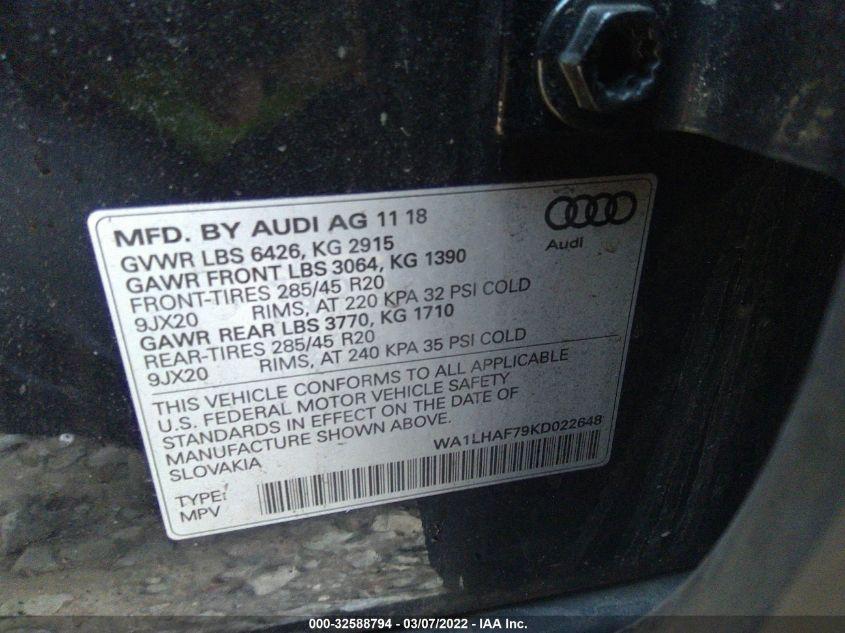 MFD. BY AUDI AG 11 18
Audi
GVWR LBS 6426, KG 2915
GAWR FRONT LBS 3064, KG 1390
FRONT-TIRES 285/45 R20
9JX20 RIMS, AT 220 KPA 32 PSI COLD
GAWR REAR LBS 3770, KG 1710
REAR-TIRES 285/45 R20
9JX20 RIMS, AT 240 KPA 35 PSI COLD
THIS VEHICLE CONFORMS TO ALL APPLICABLE
U.S. FEDERAL MOTOR VEHICLE SAFETY
STANDARDS IN EFFECT ON THE DATE OF
MANUFACTURE SHOWN ABOVE.
SLOVAKIA
WA1LHAF79KD022648
TYPE:
MPV
000-32588794 - 03/07/2022 - IAA Inc.